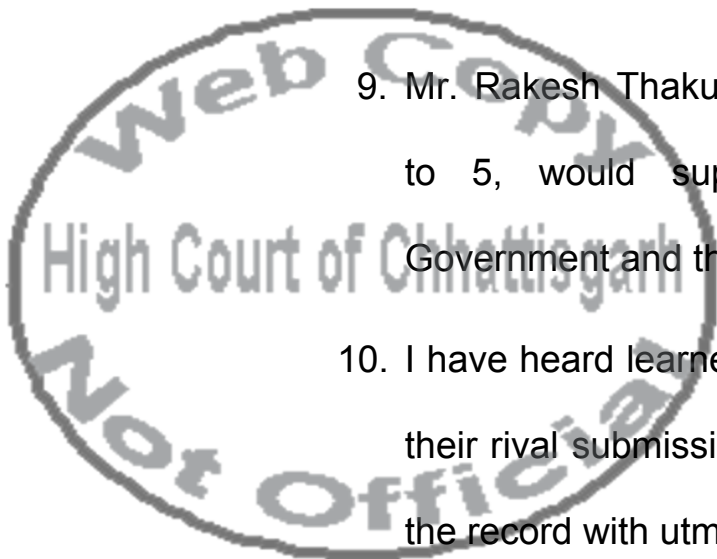 Web Copy
9. Mr. Rakesh Thaku
to 5, would sup
High Court of Chhattisgarh
Government and th
10. I have heard learne
their rival submissi
Not Official
the record with utm